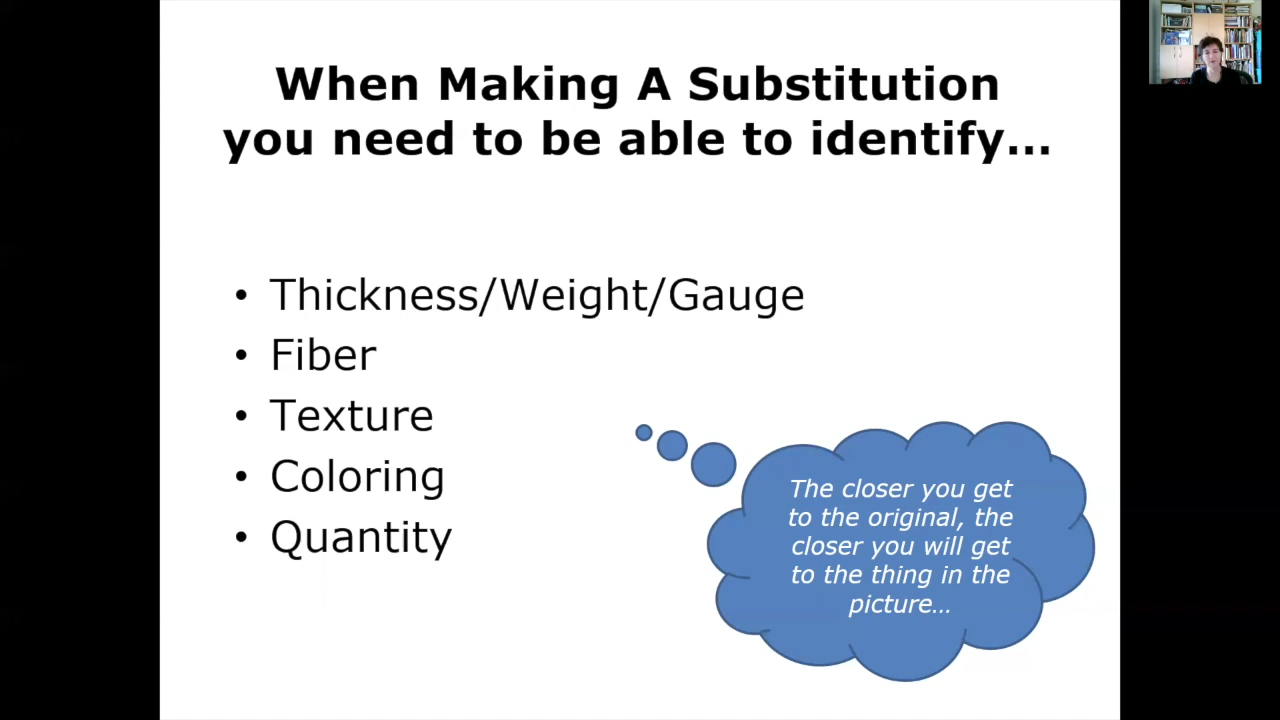 When Making A Substitution
you need to be able to identify…
• Thickness/Weight/Gauge
• Fiber
• Texture
• Coloring
• Quantity
The closer you get
to the original, the
closer you will get
to the thing in the
picture…